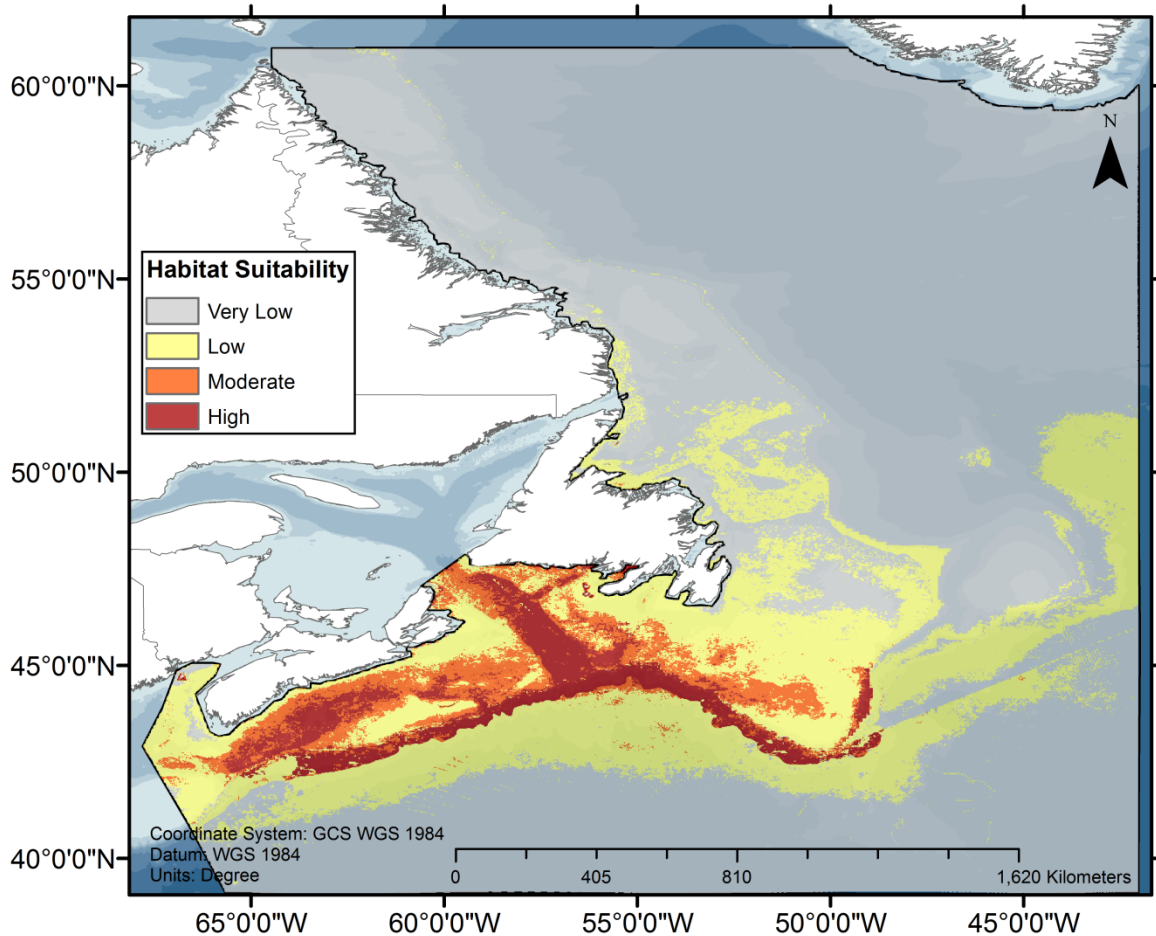 60°0'0"N
N
55°0'0"N
Habitat Suitability
Very Low
Low
Moderate
High
50°0'0"N
45°0'0"N
40°0'0"N
Coordinate System: GCS WGS 1984
Datum: WGS 1984
Units: Degree
0 405 810 1,620 Kilometers
65°0'0"W 60°0'0"W 55°0'0"W 50°0'0"W 45°0'0"W